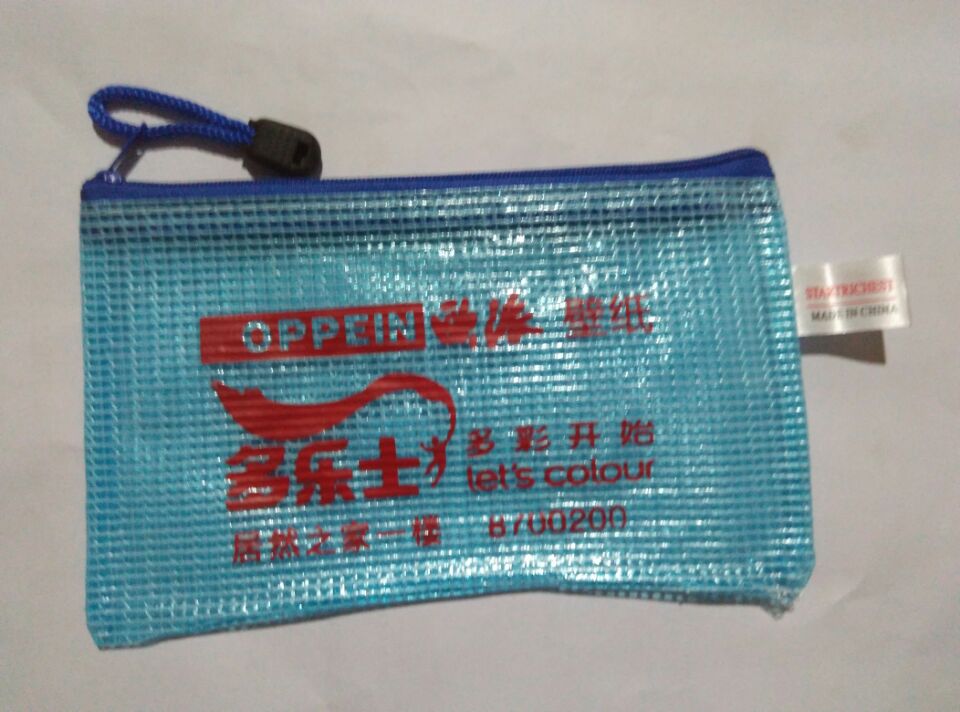 OPPEIN 欧派 壁纸
多乐士
多彩开始
let's colour
居然之家一楼 8700200
STARTRICHEST
MADE IN CHINA